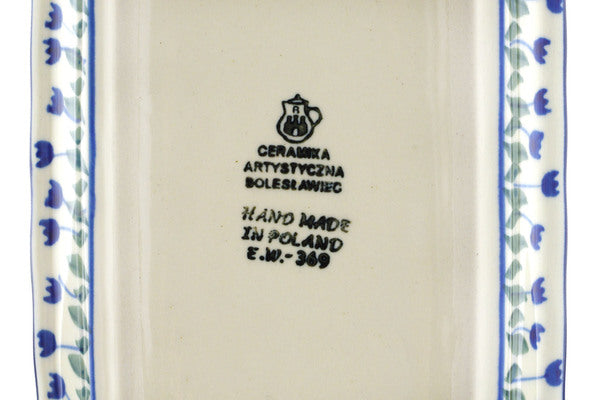 B
CERAMIKA
ARTYSTYCZNA
BOLESŁAWIEC
HAND MADE
IN POLAND
E.W.-369